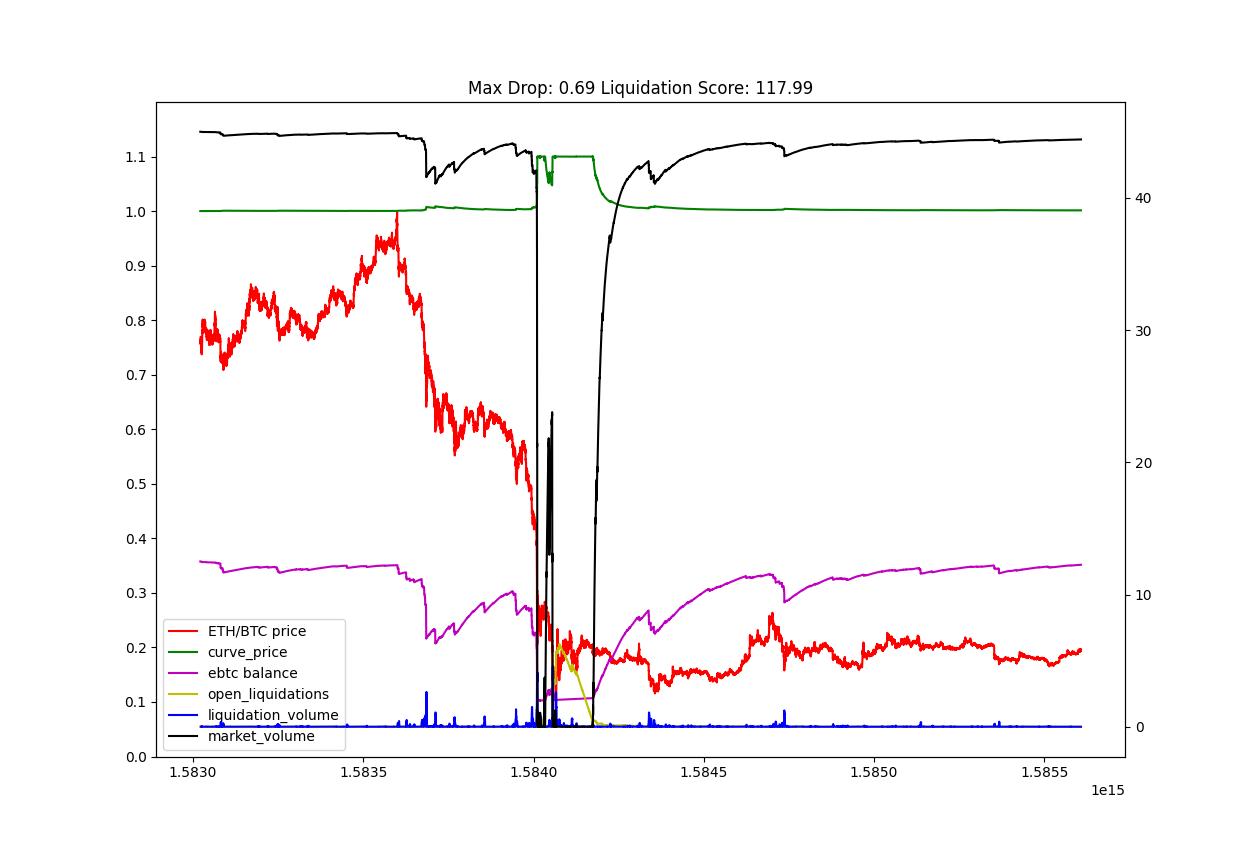 Max Drop: 0.69 Liquidation Score: 117.99
1.1
1.0
0.9
0.8
0.7
0.6
0.5
0.4
0.3
0.2
0.1
0.0
40
30
20
10
0
ETH/BTC price
curve_price
ebtc balance
open_liquidations
liquidation_volume
market_volume
1.5830 1.5835 1.5840 1.5845 1.5850 1.5855
1e15